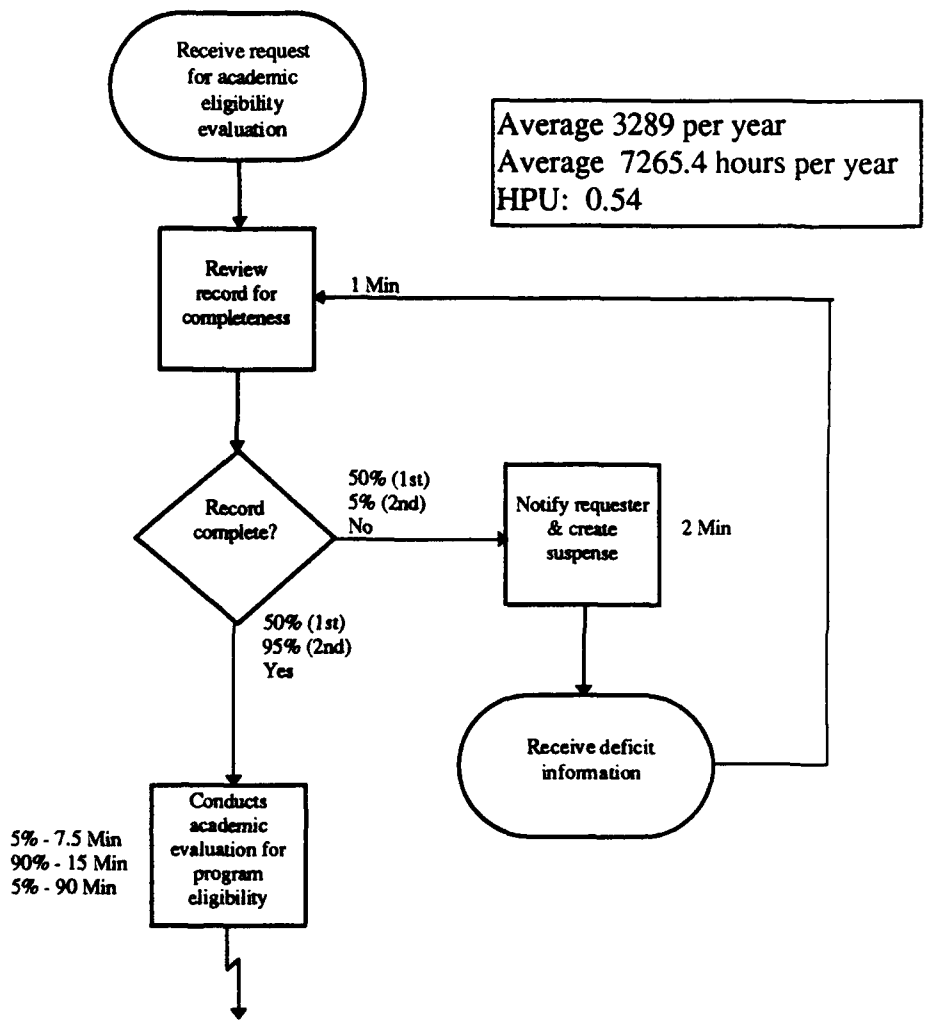 Receive request
for academic
eligibility
evaluation
Average 3289 per year
Average 7265.4 hours per year
HPU: 0.54
Review
record for
completeness
1 Min
Record
complete?
50% (1st)
5% (2nd)
No
Notify requester
& create
suspense
2 Min
50% (1st)
95% (2nd)
Yes
Receive deficit
information
Conducts
academic
evaluation for
program
eligibility
5% - 7.5 Min
90% - 15 Min
5% - 90 Min